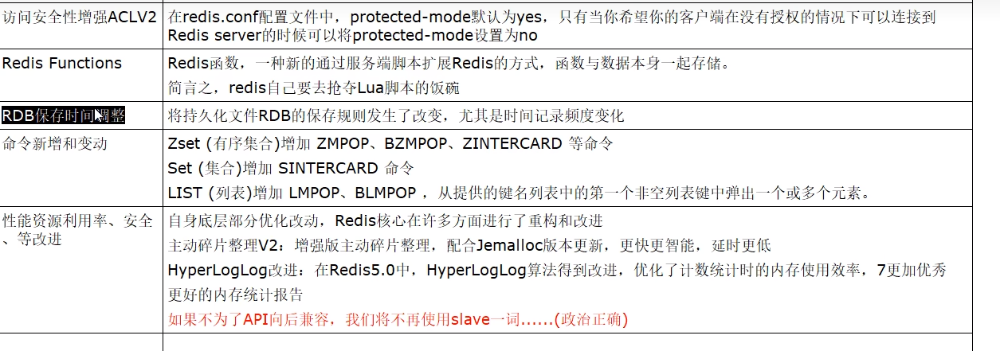 访问安全性增强ACLV2
在redis.conf配置文件中，protected-mode默认为yes，只有当你希望你的客户端在没有授权的情况下可以连接到
Redis server的时候可以将protected-mode设置为no
Redis Functions
Redis函数，一种新的通过服务端脚本扩展Redis的方式，函数与数据本身一起存储。
简言之，redis自己要去抢夺Lua脚本的饭碗
RDB保存时间调整
将持久化文件RDB的保存规则发生了改变，尤其是时间记录频度变化
命令新增和变动
Zset (有序集合)增加 ZMPOP、BZMPOP、ZINTERCARD 等命令
Set (集合)增加 SINTERCARD 命令
LIST (列表)增加 LMPOP、BLMPOP ，从提供的键名列表中的第一个非空列表键中弹出一个或多个元素。
性能资源利用率、安全
、等改进
自身底层部分优化改动，Redis核心在许多方面进行了重构和改进
主动碎片整理V2：增强版主动碎片整理，配合Jemalloc版本更新，更快更智能，延时更低
HyperLogLog改进：在Redis5.0中，HyperLogLog算法得到改进，优化了计数统计时的内存使用效率，7更加优秀
更好的内存统计报告
如果不为了API向后兼容，我们将不再使用slave一词......(政治正确)